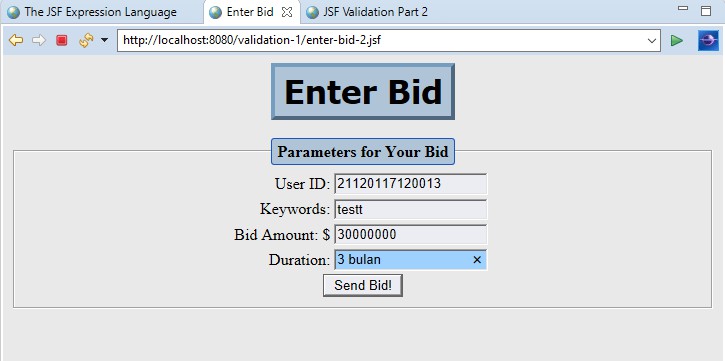 The JSF Expression Language Enter Bid JSF Validation Part 2
http://localhost:8080/validation-1/enter-bid-2.jsf
Enter Bid
Parameters for Your Bid
User ID: 21120117120013
Keywords: testt
Bid Amount: $ 30000000
Duration: 3 bulan
Send Bid!